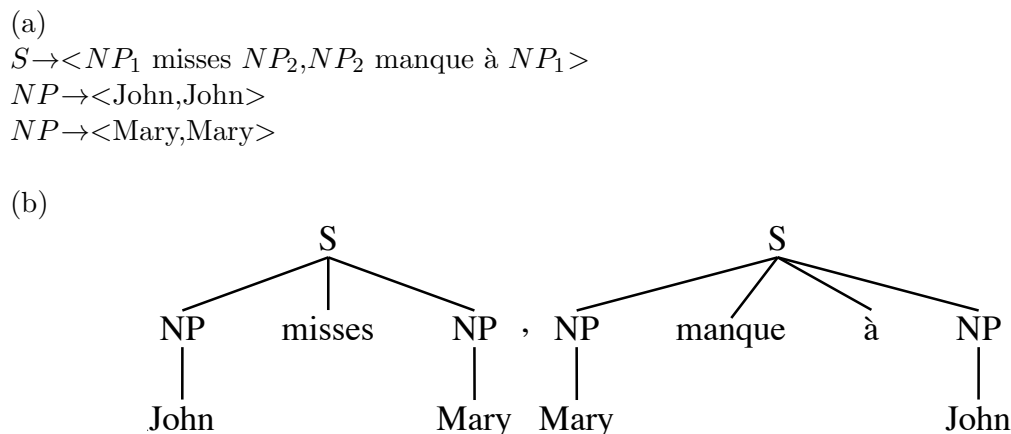 (a)
S→<NP₁ misses NP₂,NP₂ manque à NP₁>
NP→<John,John>
NP→<Mary,Mary>
(b)
S S
NP misses NP , NP manque à NP
John Mary Mary John